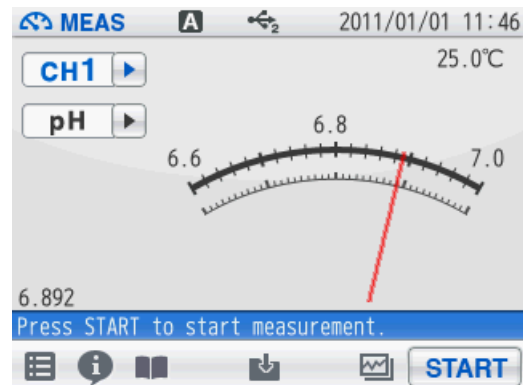 MEAS A 2 2011/01/01 11:46
CH1 25.0℃
pH
6.8
6.6 7.0
6.892
Press START to start measurement.
START